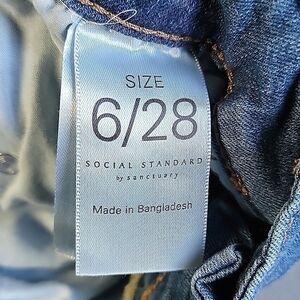 SIZE
6/28
SOCIAL STANDARD
by sanctuary
Made in Bangladesh